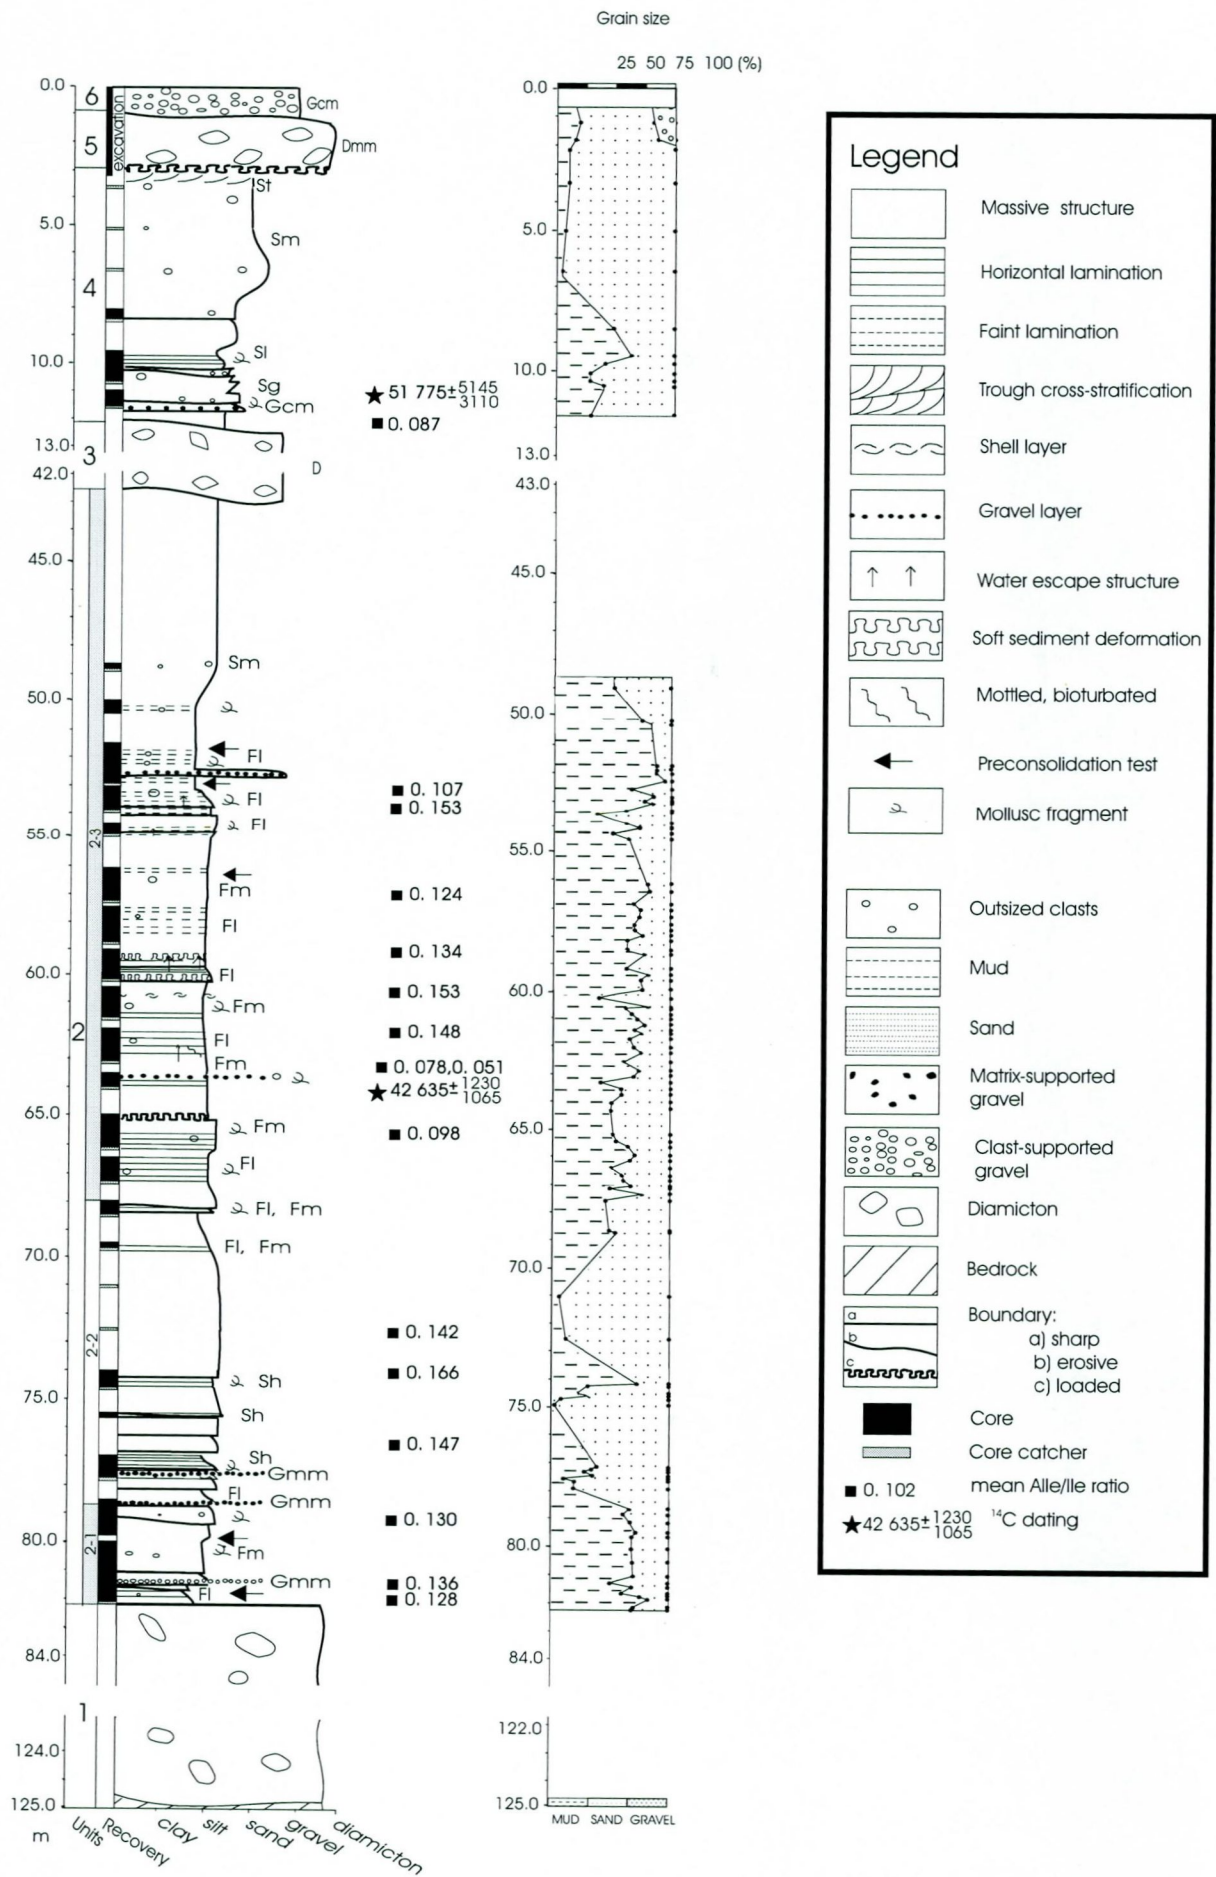 Grain size
25 50 75 100 (%)
0.0
5.0
10.0
13.0
42.0
45.0
50.0
55.0
60.0
65.0
70.0
75.0
80.0
84.0
124.0
125.0
m
6
5
4
3
2
1
2-3
2-2
2-1
excavation
Gcm
Dmm
St
Sm
Sl
Sg
Gcm
D
Sm
Fl
Fl
Fl
Fm
Fl
Fl
Fm
Fl
Fm
Fm
Fl
Fl, Fm
Fl, Fm
Sh
Sh
Sh
Gmm
Fl
Gmm
Fm
Gmm
Fl
51 775± 5145
3110
0. 087
0. 107
0. 153
0. 124
0. 134
0. 153
0. 148
0. 078,0. 051
42 635± 1230
1065
0. 098
0. 142
0. 166
0. 147
0. 130
0. 136
0. 128
Units
Recovery
clay
silt
sand
gravel
diamicton
0.0
5.0
10.0
13.0
43.0
45.0
50.0
55.0
60.0
65.0
70.0
75.0
80.0
84.0
122.0
125.0
MUD SAND GRAVEL
Legend
Massive structure
Horizontal lamination
Faint lamination
Trough cross-stratification
Shell layer
Gravel layer
Water escape structure
Soft sediment deformation
Mottled, bioturbated
Preconsolidation test
Mollusc fragment
Outsized clasts
Mud
Sand
Matrix-supported
gravel
Clast-supported
gravel
Diamicton
Bedrock
a
b
c
Boundary:
a) sharp
b) erosive
c) loaded
Core
Core catcher
0. 102 mean Alle/Ile ratio
42 635± 1230
1065
14C dating